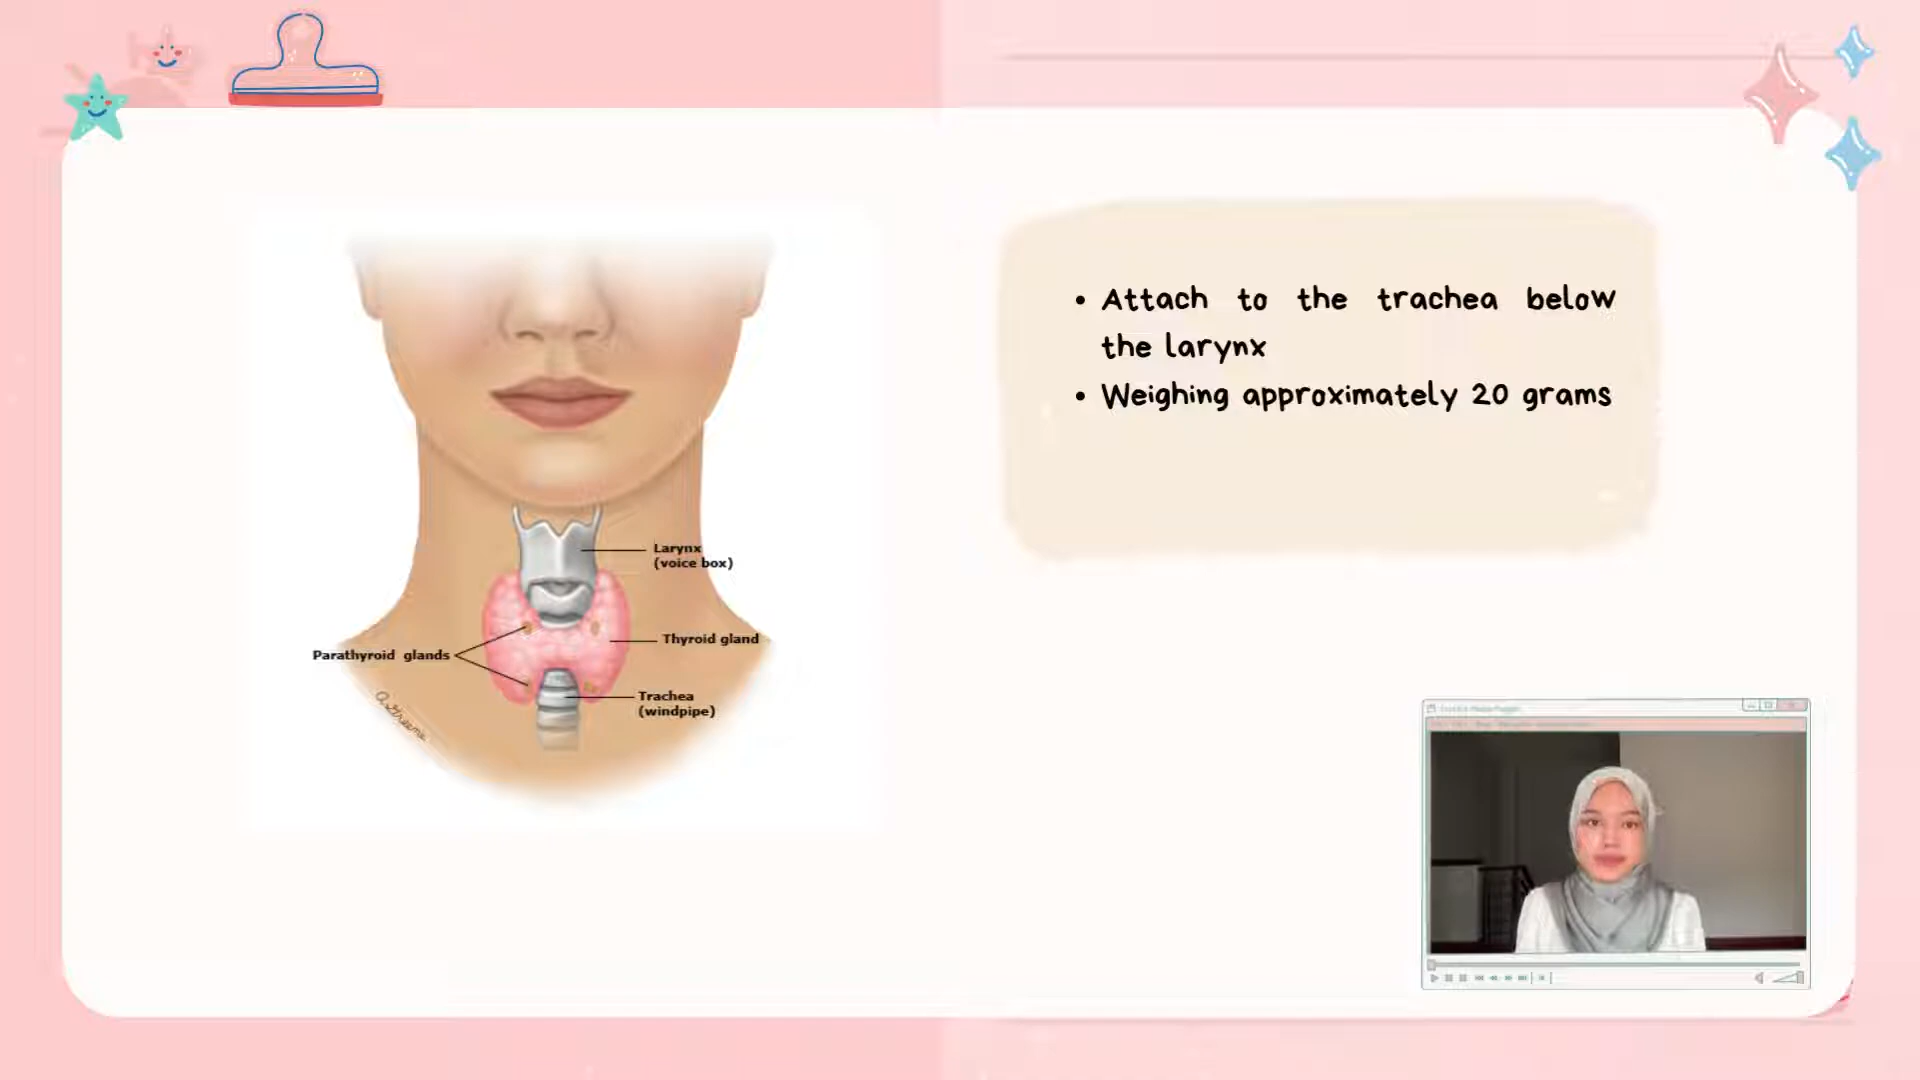 • Attach to the trachea below
the larynx
• Weighing approximately 20 grams
Larynx
(voice box)
Thyroid gland
Parathyroid glands
Trachea
(windpipe)